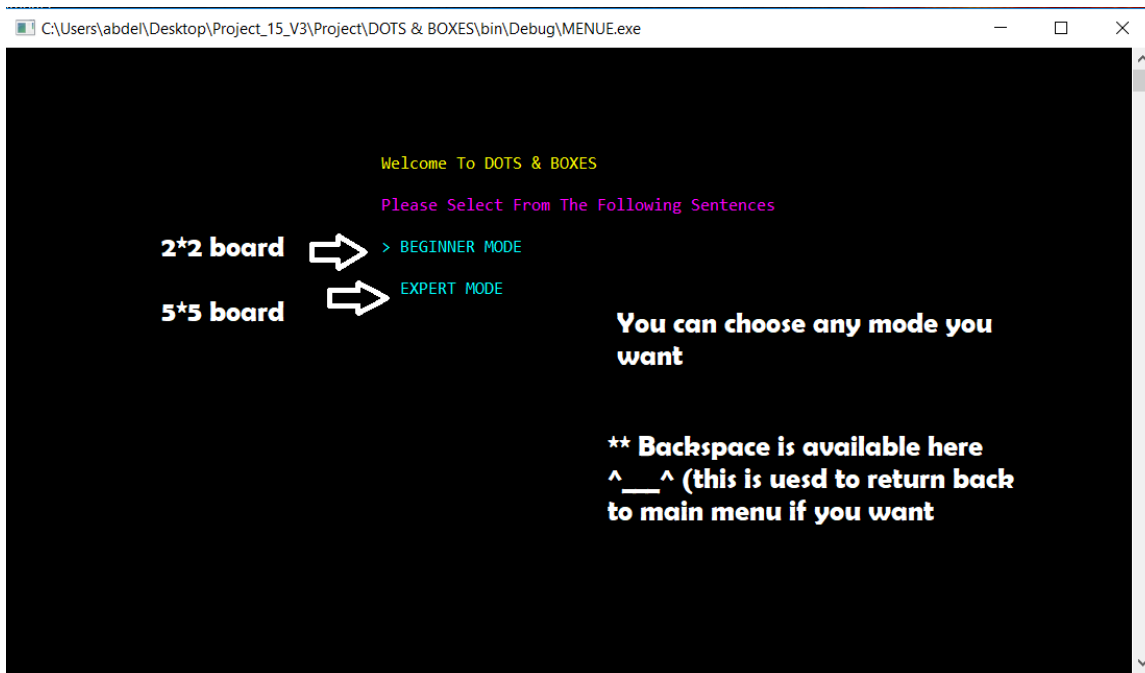 C:\Users\abdel\Desktop\Project_15_V3\Project\DOTS & BOXES\bin\Debug\MENUE.exe
Welcome To DOTS & BOXES
Please Select From The Following Sentences
2*2 board
> BEGINNER MODE
5*5 board
EXPERT MODE
You can choose any mode you
want
** Backspace is available here
^___^ (this is uesd to return back
to main menu if you want